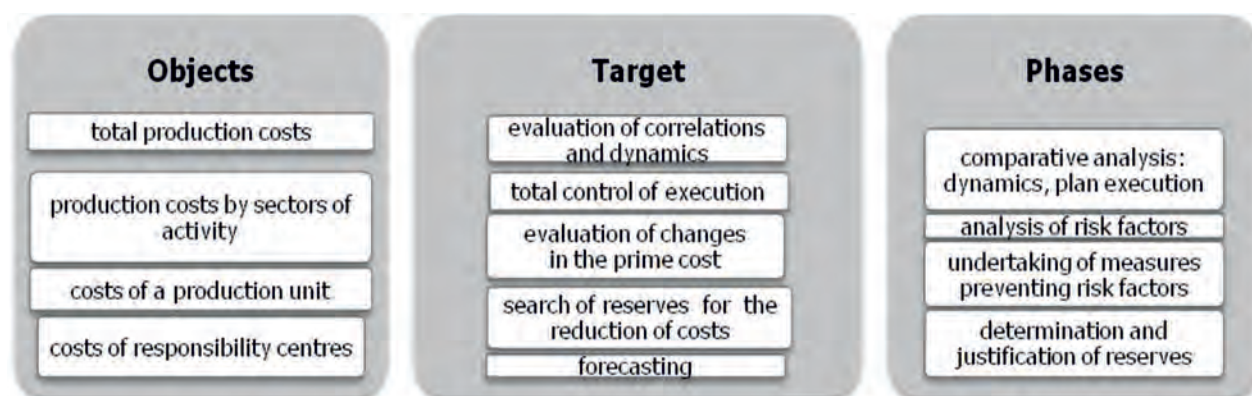 Objects
total production costs
production costs by sectors of
activity
costs of a production unit
costs of responsibility centres
Target
evaluation of correlations
and dynamics
total control of execution
evaluation of changes
in the prime cost
search of reserves for the
reduction of costs
forecasting
Phases
comparative analysis:
dynamics, plan execution
analysis of risk factors
undertaking of measures
preventing risk factors
determination and
justification of reserves